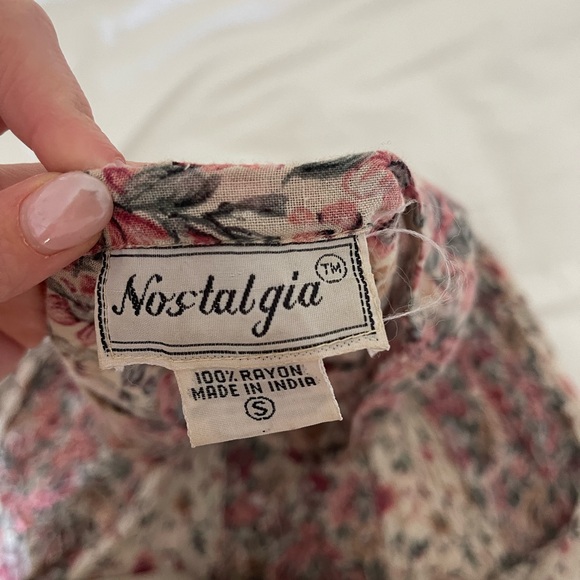 Nostalgia™
100% RAYON
MADE IN INDIA
S